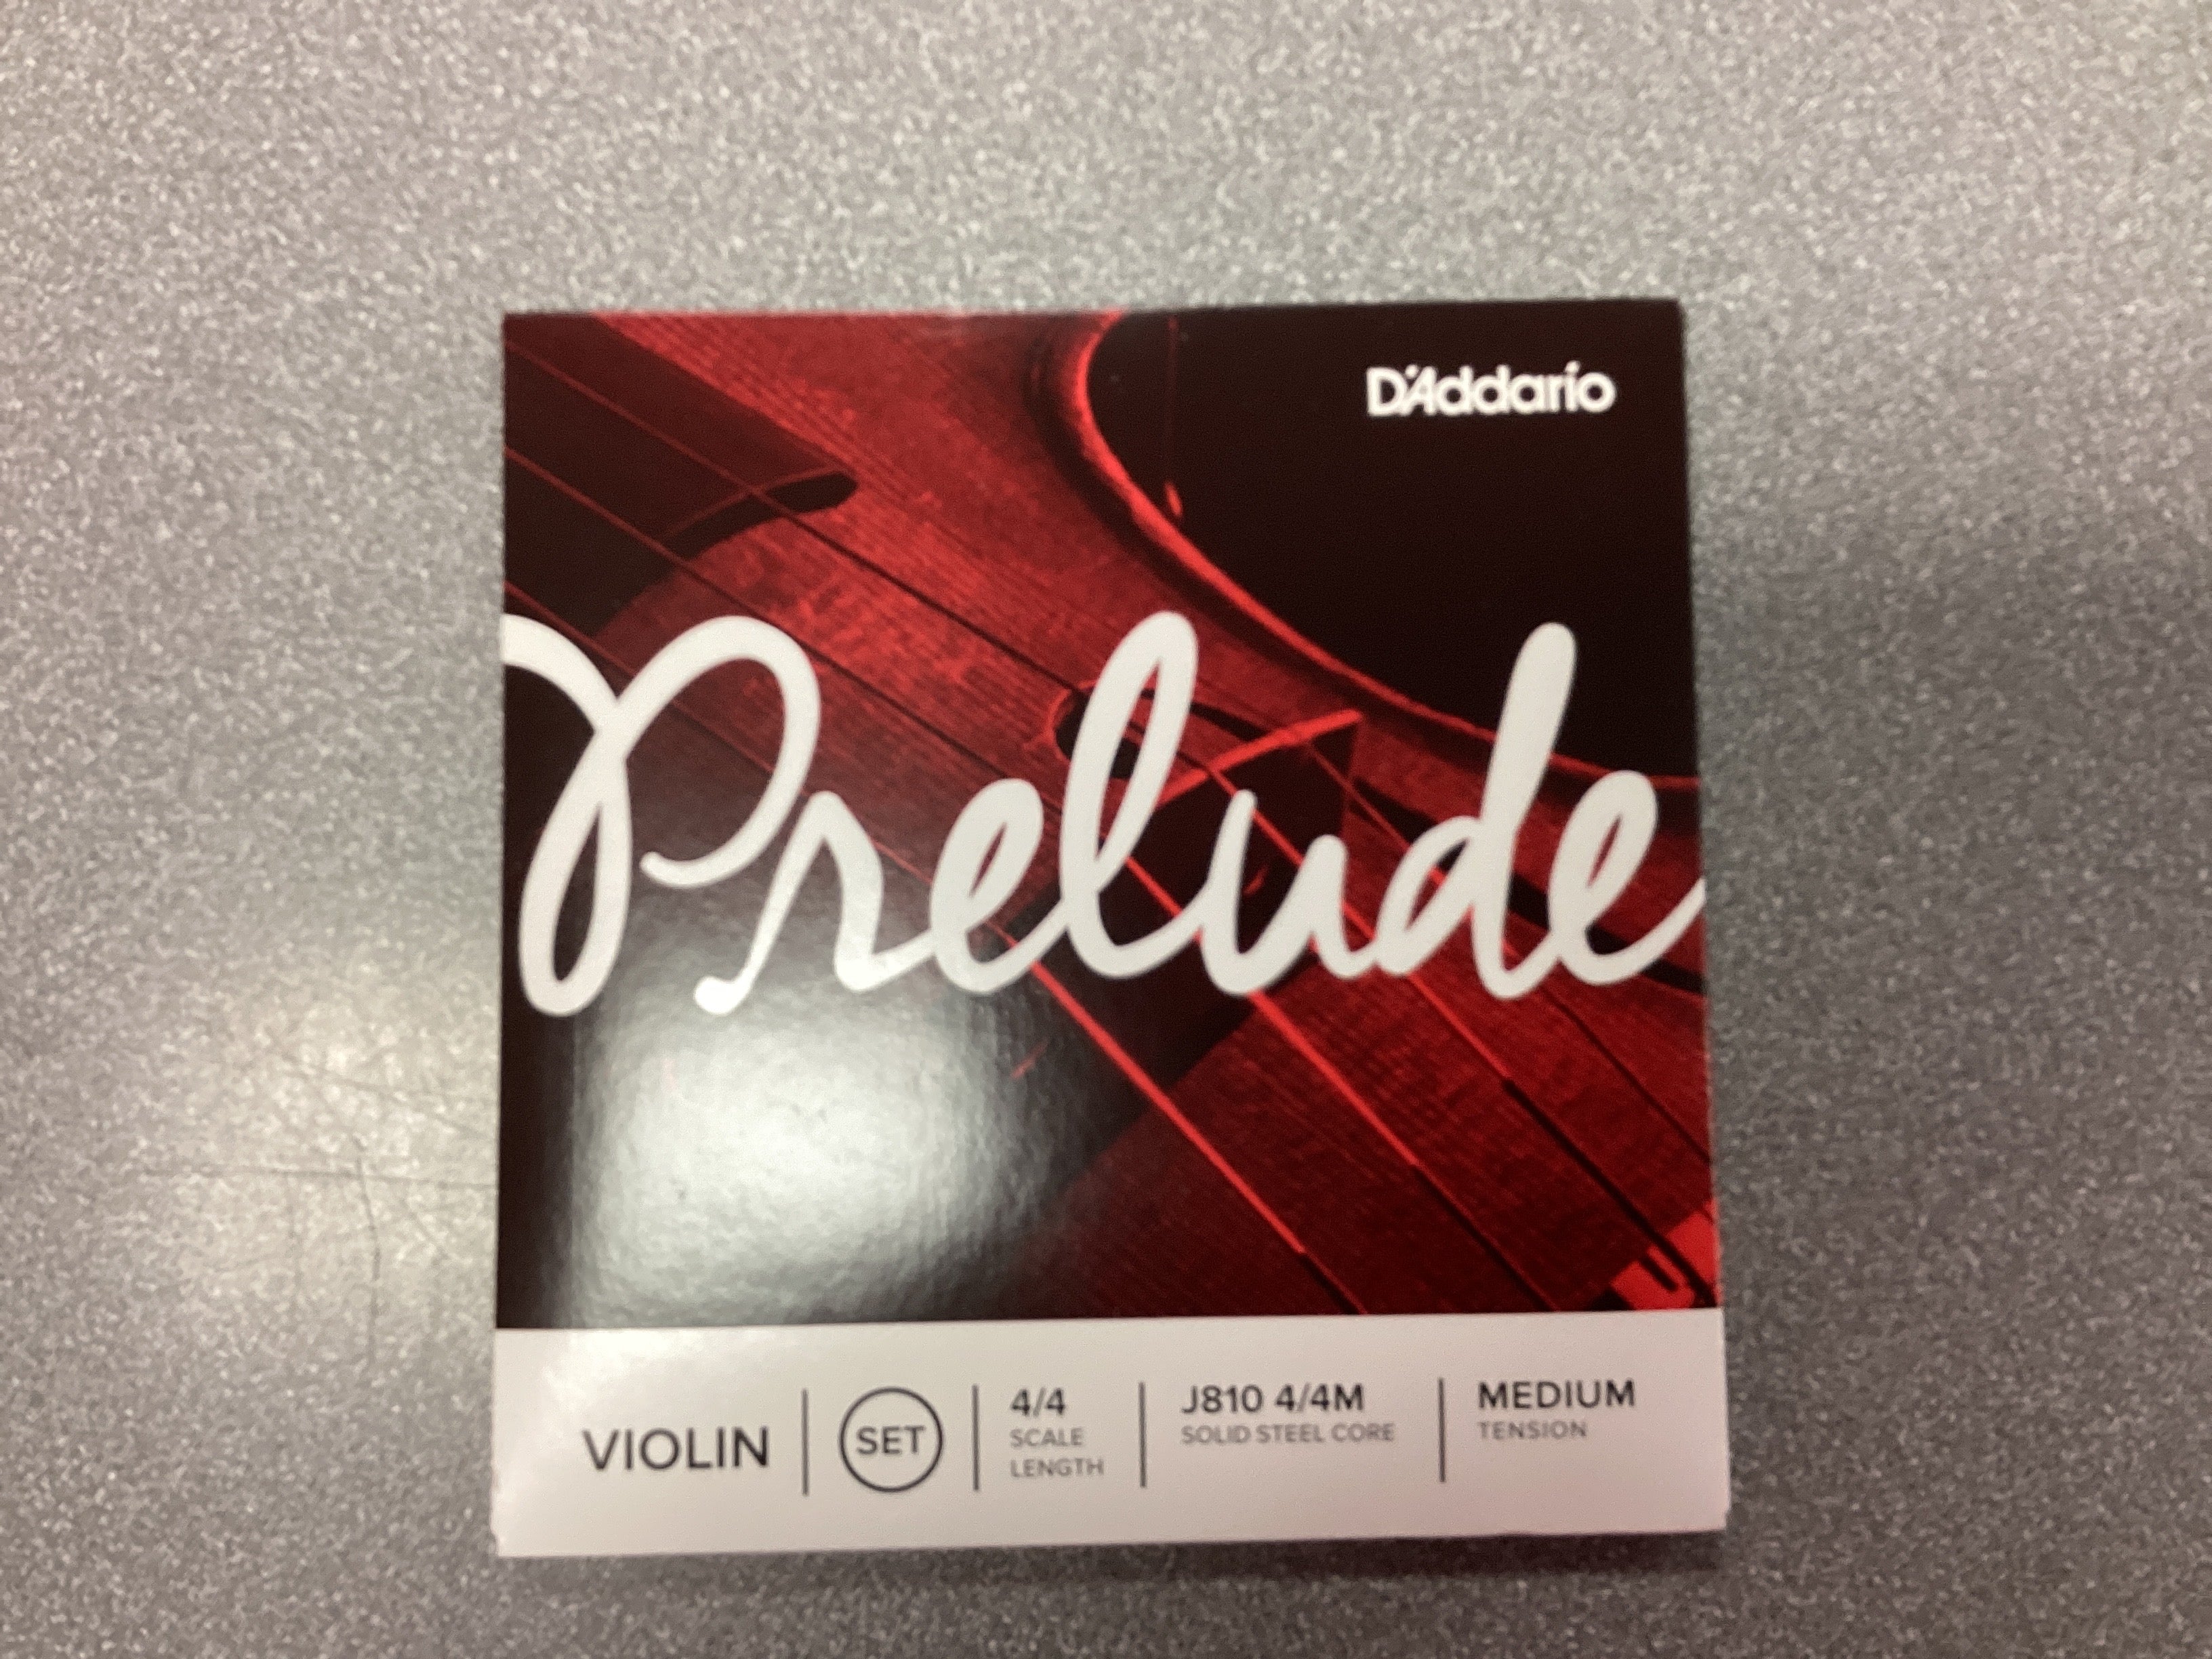 D'Addario
Prelude
VIOLIN
SET
4/4
SCALE
LENGTH
J810 4/4M
SOLID STEEL CORE
MEDIUM
TENSION